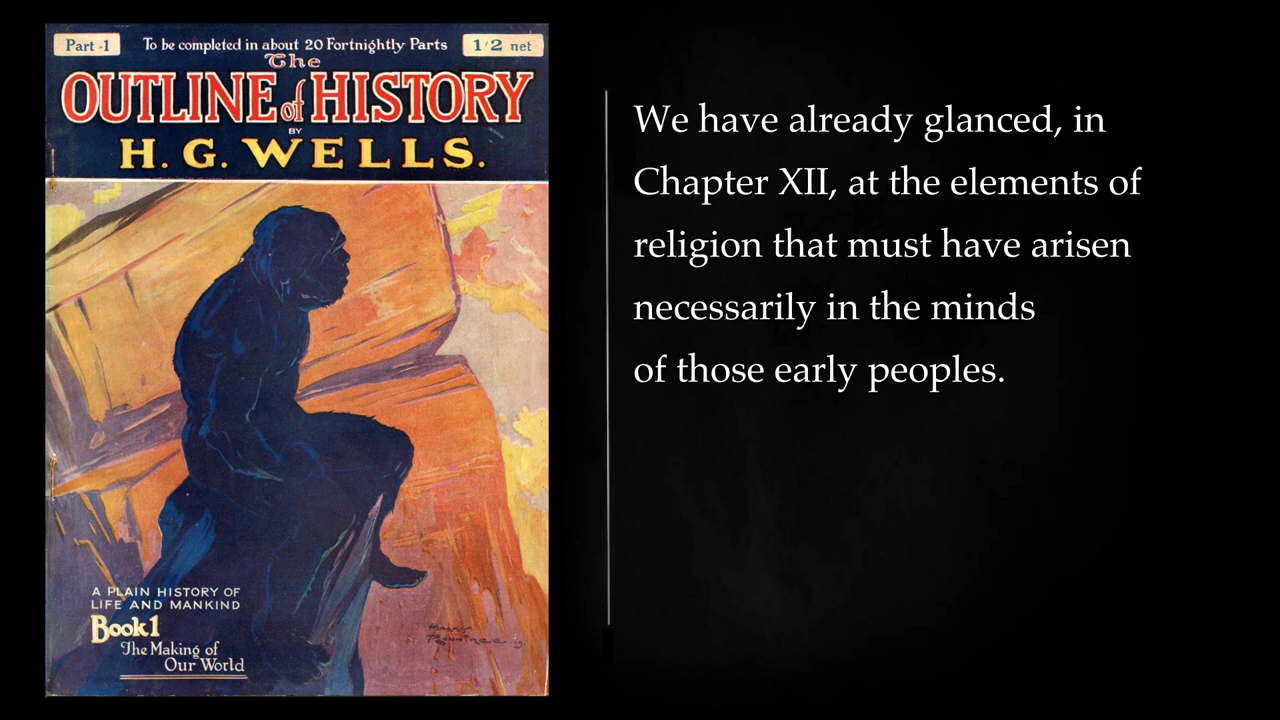 Part -1
To be completed in about 20 Fortnightly Parts
1/2 net
The
OUTLINE of HISTORY
BY
H. G. WELLS.
A PLAIN HISTORY OF
LIFE AND MANKIND
Book 1
The Making of
Our World
We have already glanced, in
Chapter XII, at the elements of
religion that must have arisen
necessarily in the minds
of those early peoples.